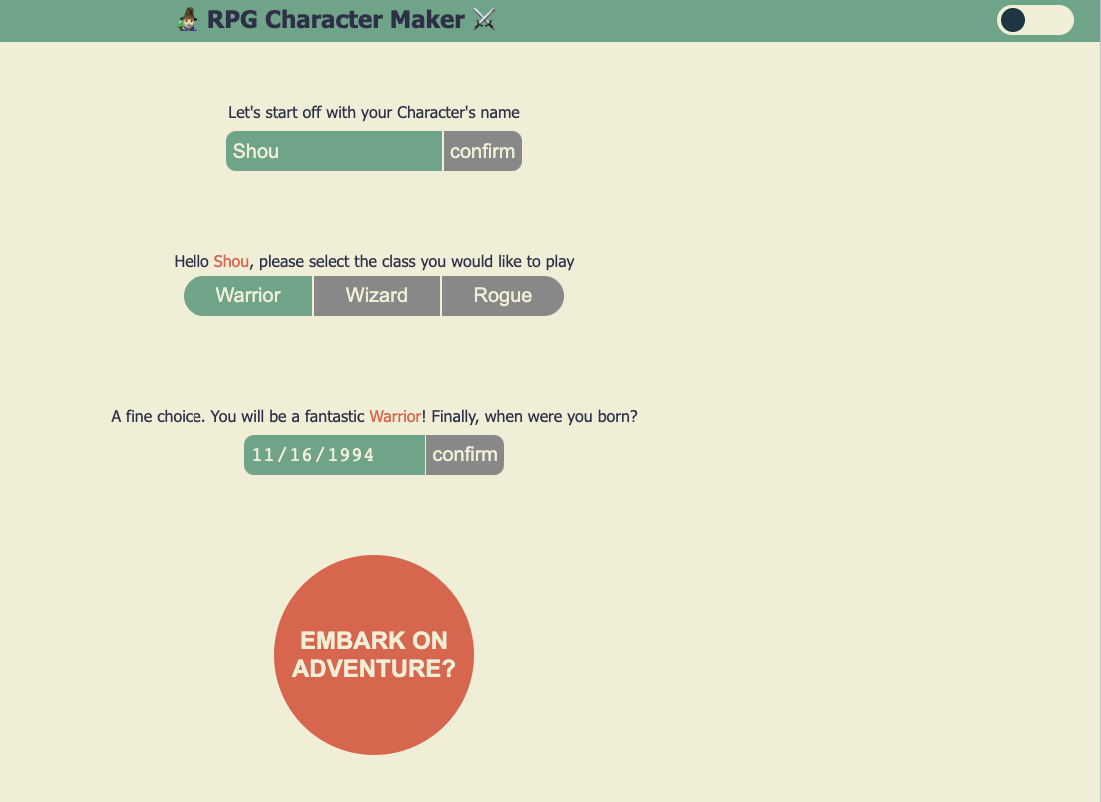 RPG Character Maker
Let's start off with your Character's name
Shou confirm
Hello Shou, please select the class you would like to play
Warrior Wizard Rogue
A fine choice. You will be a fantastic Warrior! Finally, when were you born?
11/16/1994 confirm
EMBARK ON
ADVENTURE?